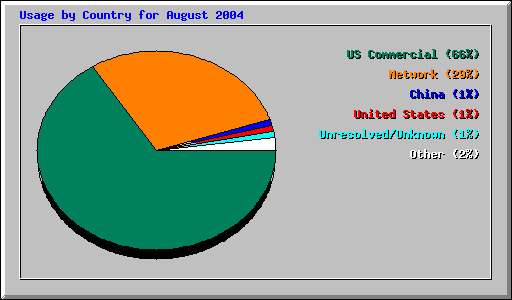 Usage by Country for August 2004
US Commercial (66%)
Network (29%)
China (1%)
United States (1%)
Unresolved/Unknown (1%)
Other (2%)